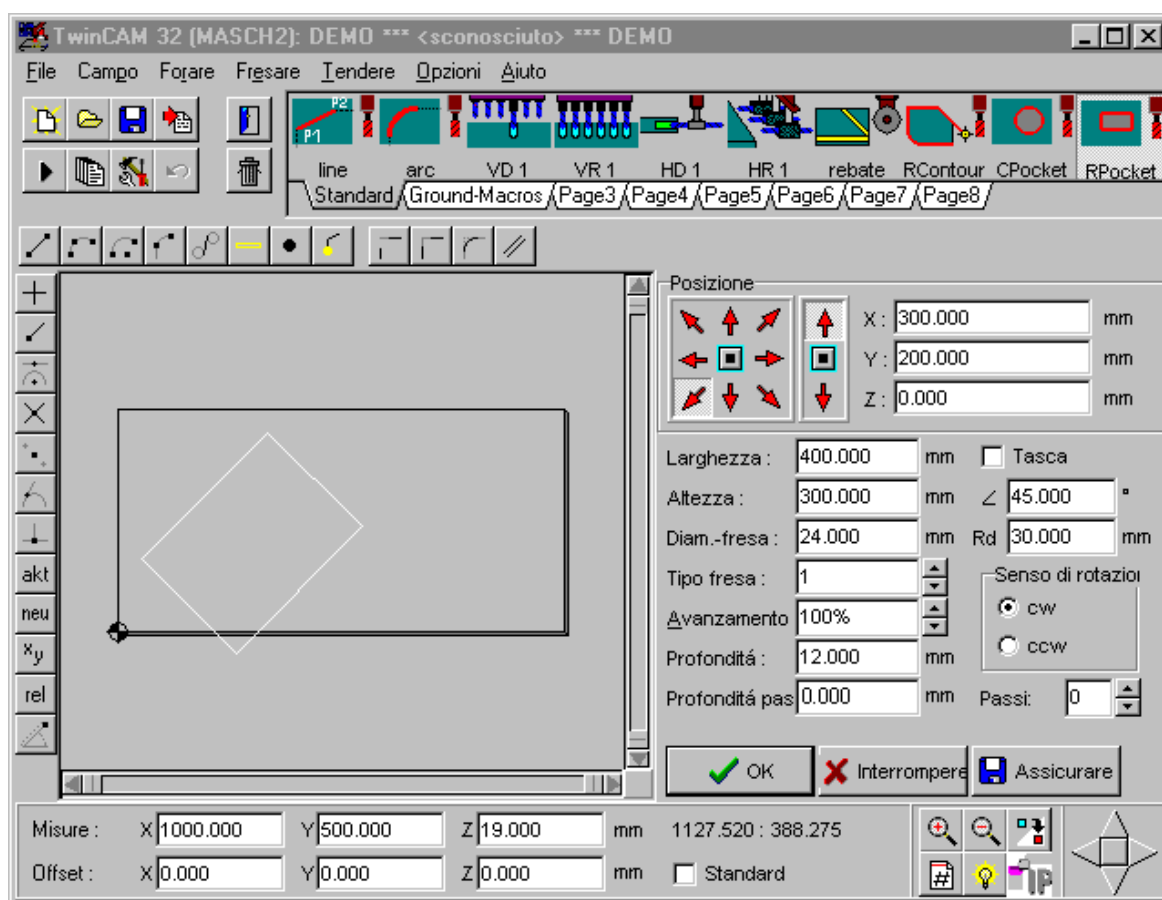 TwinCAM 32 (MASCH2): DEMO *** <sconosciuto> *** DEMO
File Campo Forare Fresare Tendere Opzioni Aiuto
P2
P1
line arc VD 1 VR 1 HD 1 HR 1 rebate RContour CPocket RPocket
Standard Ground-Macros Page3 Page4 Page5 Page6 Page7 Page8
Posizione
X : 300.000 mm
Y : 200.000 mm
Z : 0.000 mm
Larghezza : 400.000 mm Tasca
Altezza : 300.000 mm ∠ 45.000 °
Diam.-fresa : 24.000 mm Rd 30.000 mm
Tipo fresa : 1 Senso di rotazion
Avanzamento 100% cw
ccw
Profonditá : 12.000 mm
Profonditá pas 0.000 mm Passi: 0
akt
neu
xy
rel
OK Interrompere Assicurare
Misure : X 1000.000 Y 500.000 Z 19.000 mm 1127.520 : 388.275
Offset : X 0.000 Y 0.000 Z 0.000 mm Standard
#